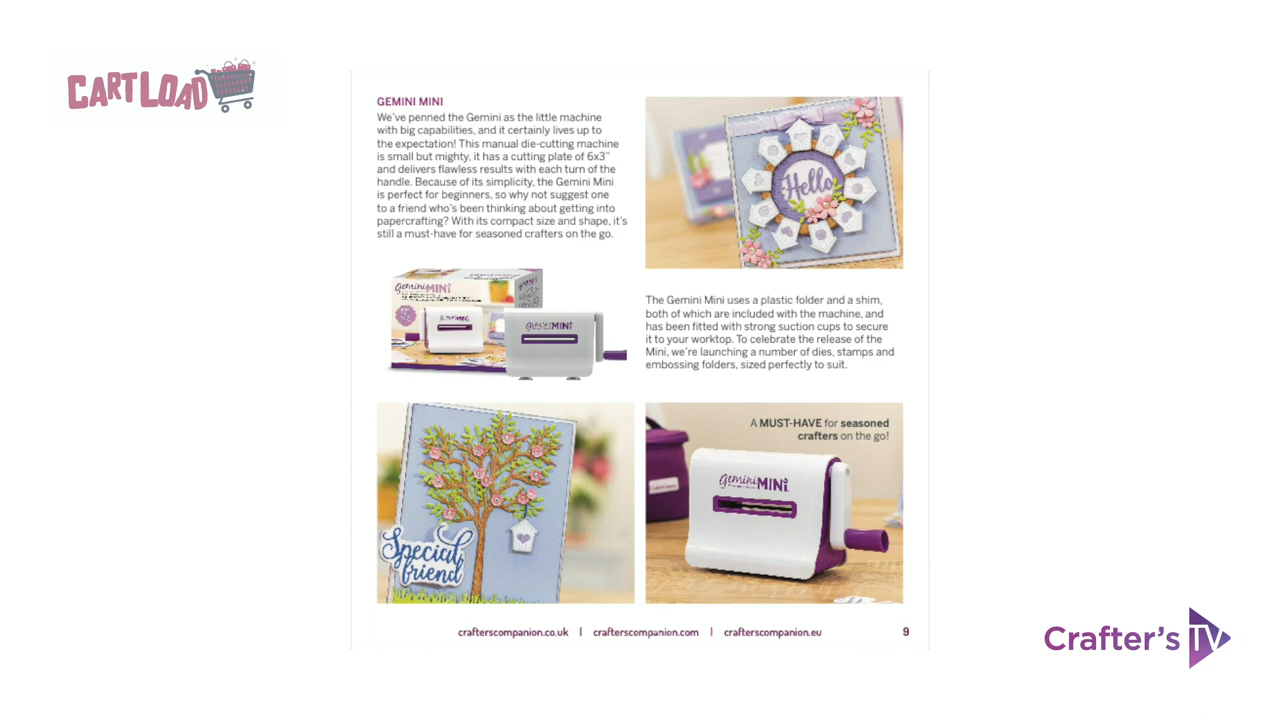 CARTLOAD
GEMINI MINI
We've penned the Gemini as the little machine
with big capabilities, and it certainly lives up to
the expectation! This manual die-cutting machine
is small but mighty, it has a cutting plate of 6x3"
and delivers flawless results with each turn of the
handle. Because of its simplicity, the Gemini Mini
is perfect for beginners, so why not suggest one
to a friend who's been thinking about getting into
papercrafting? With its compact size and shape, it's
still a must-have for seasoned crafters on the go.
Hello
Gemini MINI
Gemini MINI
Gemini MINI
The Gemini Mini uses a plastic folder and a shim,
both of which are included with the machine, and
has been fitted with strong suction cups to secure
it to your worktop. To celebrate the release of the
Mini, we're launching a number of dies, stamps and
embossing folders, sized perfectly to suit.
Special
friend
A MUST-HAVE for seasoned
crafters on the go!
Gemini MINI
crafterscompanion.co.uk | crafterscompanion.com | crafterscompanion.eu
9
Crafter's TV